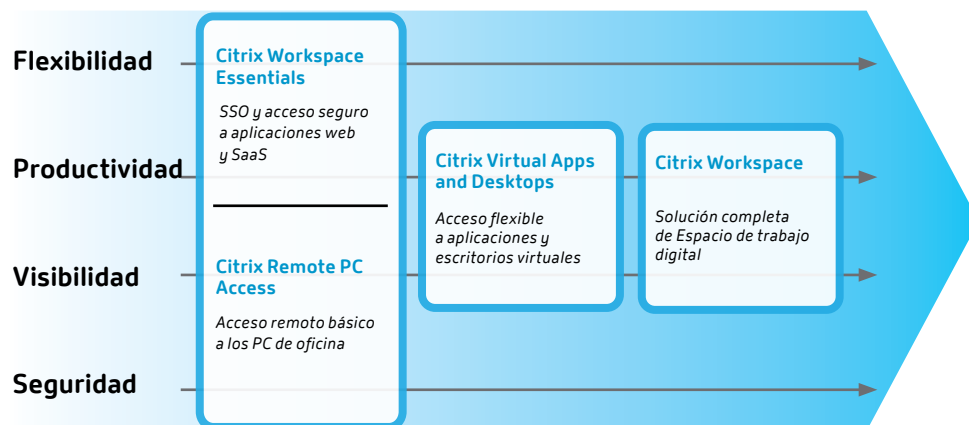 Flexibilidad
Productividad
Visibilidad
Seguridad
Citrix Workspace
Essentials
SSO y acceso seguro
a aplicaciones web
y SaaS
Citrix Remote PC
Access
Acceso remoto básico
a los PC de oficina
Citrix Virtual Apps
and Desktops
Acceso flexible
a aplicaciones y
escritorios virtuales
Citrix Workspace
Solución completa
de Espacio de trabajo
digital